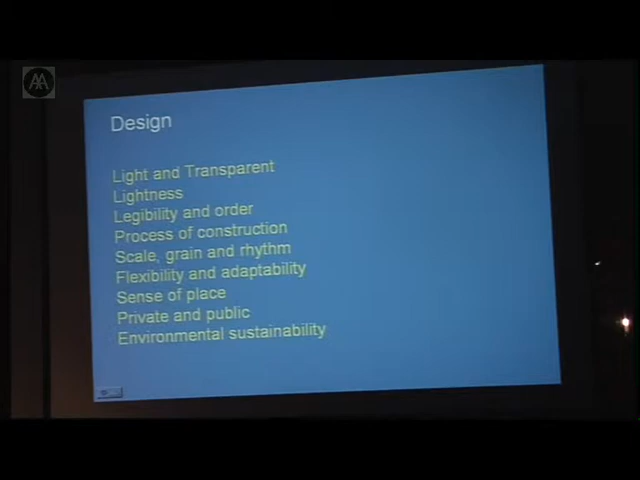 AA
Design
Light and Transparent
Lightness
Legibility and order
Process of construction
Scale, grain and rhythm
Flexibility and adaptability
Sense of place
Private and public
Environmental sustainability